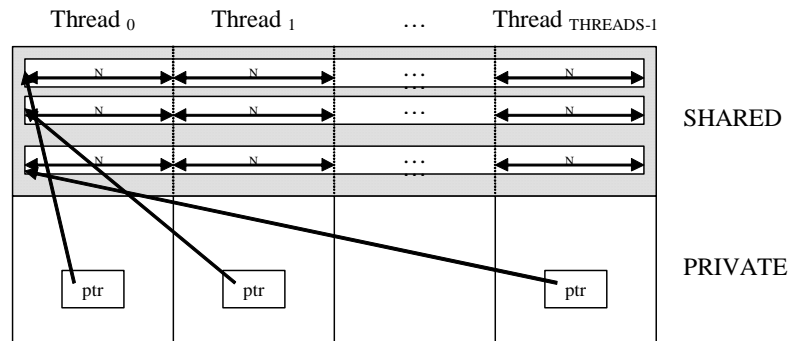 Thread 0 Thread 1 … Thread THREADS-1
N N … N
…
N N … N
SHARED
N N … N
…
PRIVATE
ptr ptr ptr